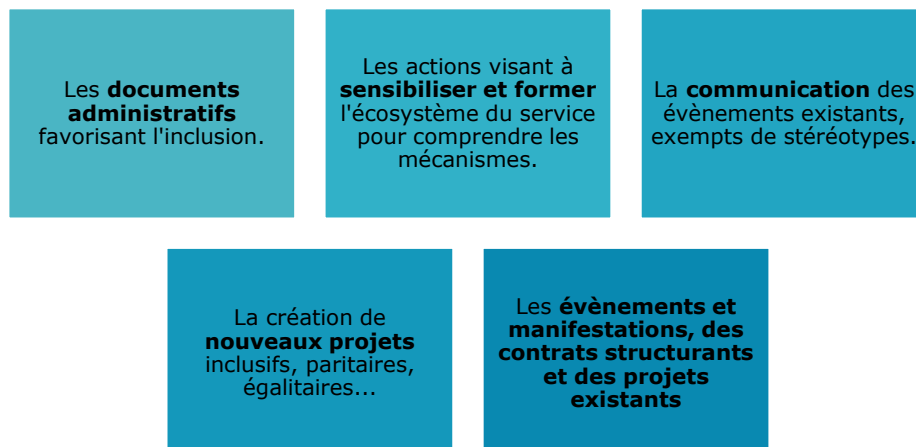 Les documents
administratifs
favorisant l'inclusion.
Les actions visant à
sensibiliser et former
l'écosystème du service
pour comprendre les
mécanismes.
La communication des
évènements existants,
exempts de stéréotypes.
La création de
nouveaux projets
inclusifs, paritaires,
égalitaires...
Les évènements et
manifestations, des
contrats structurants
et des projets
existants